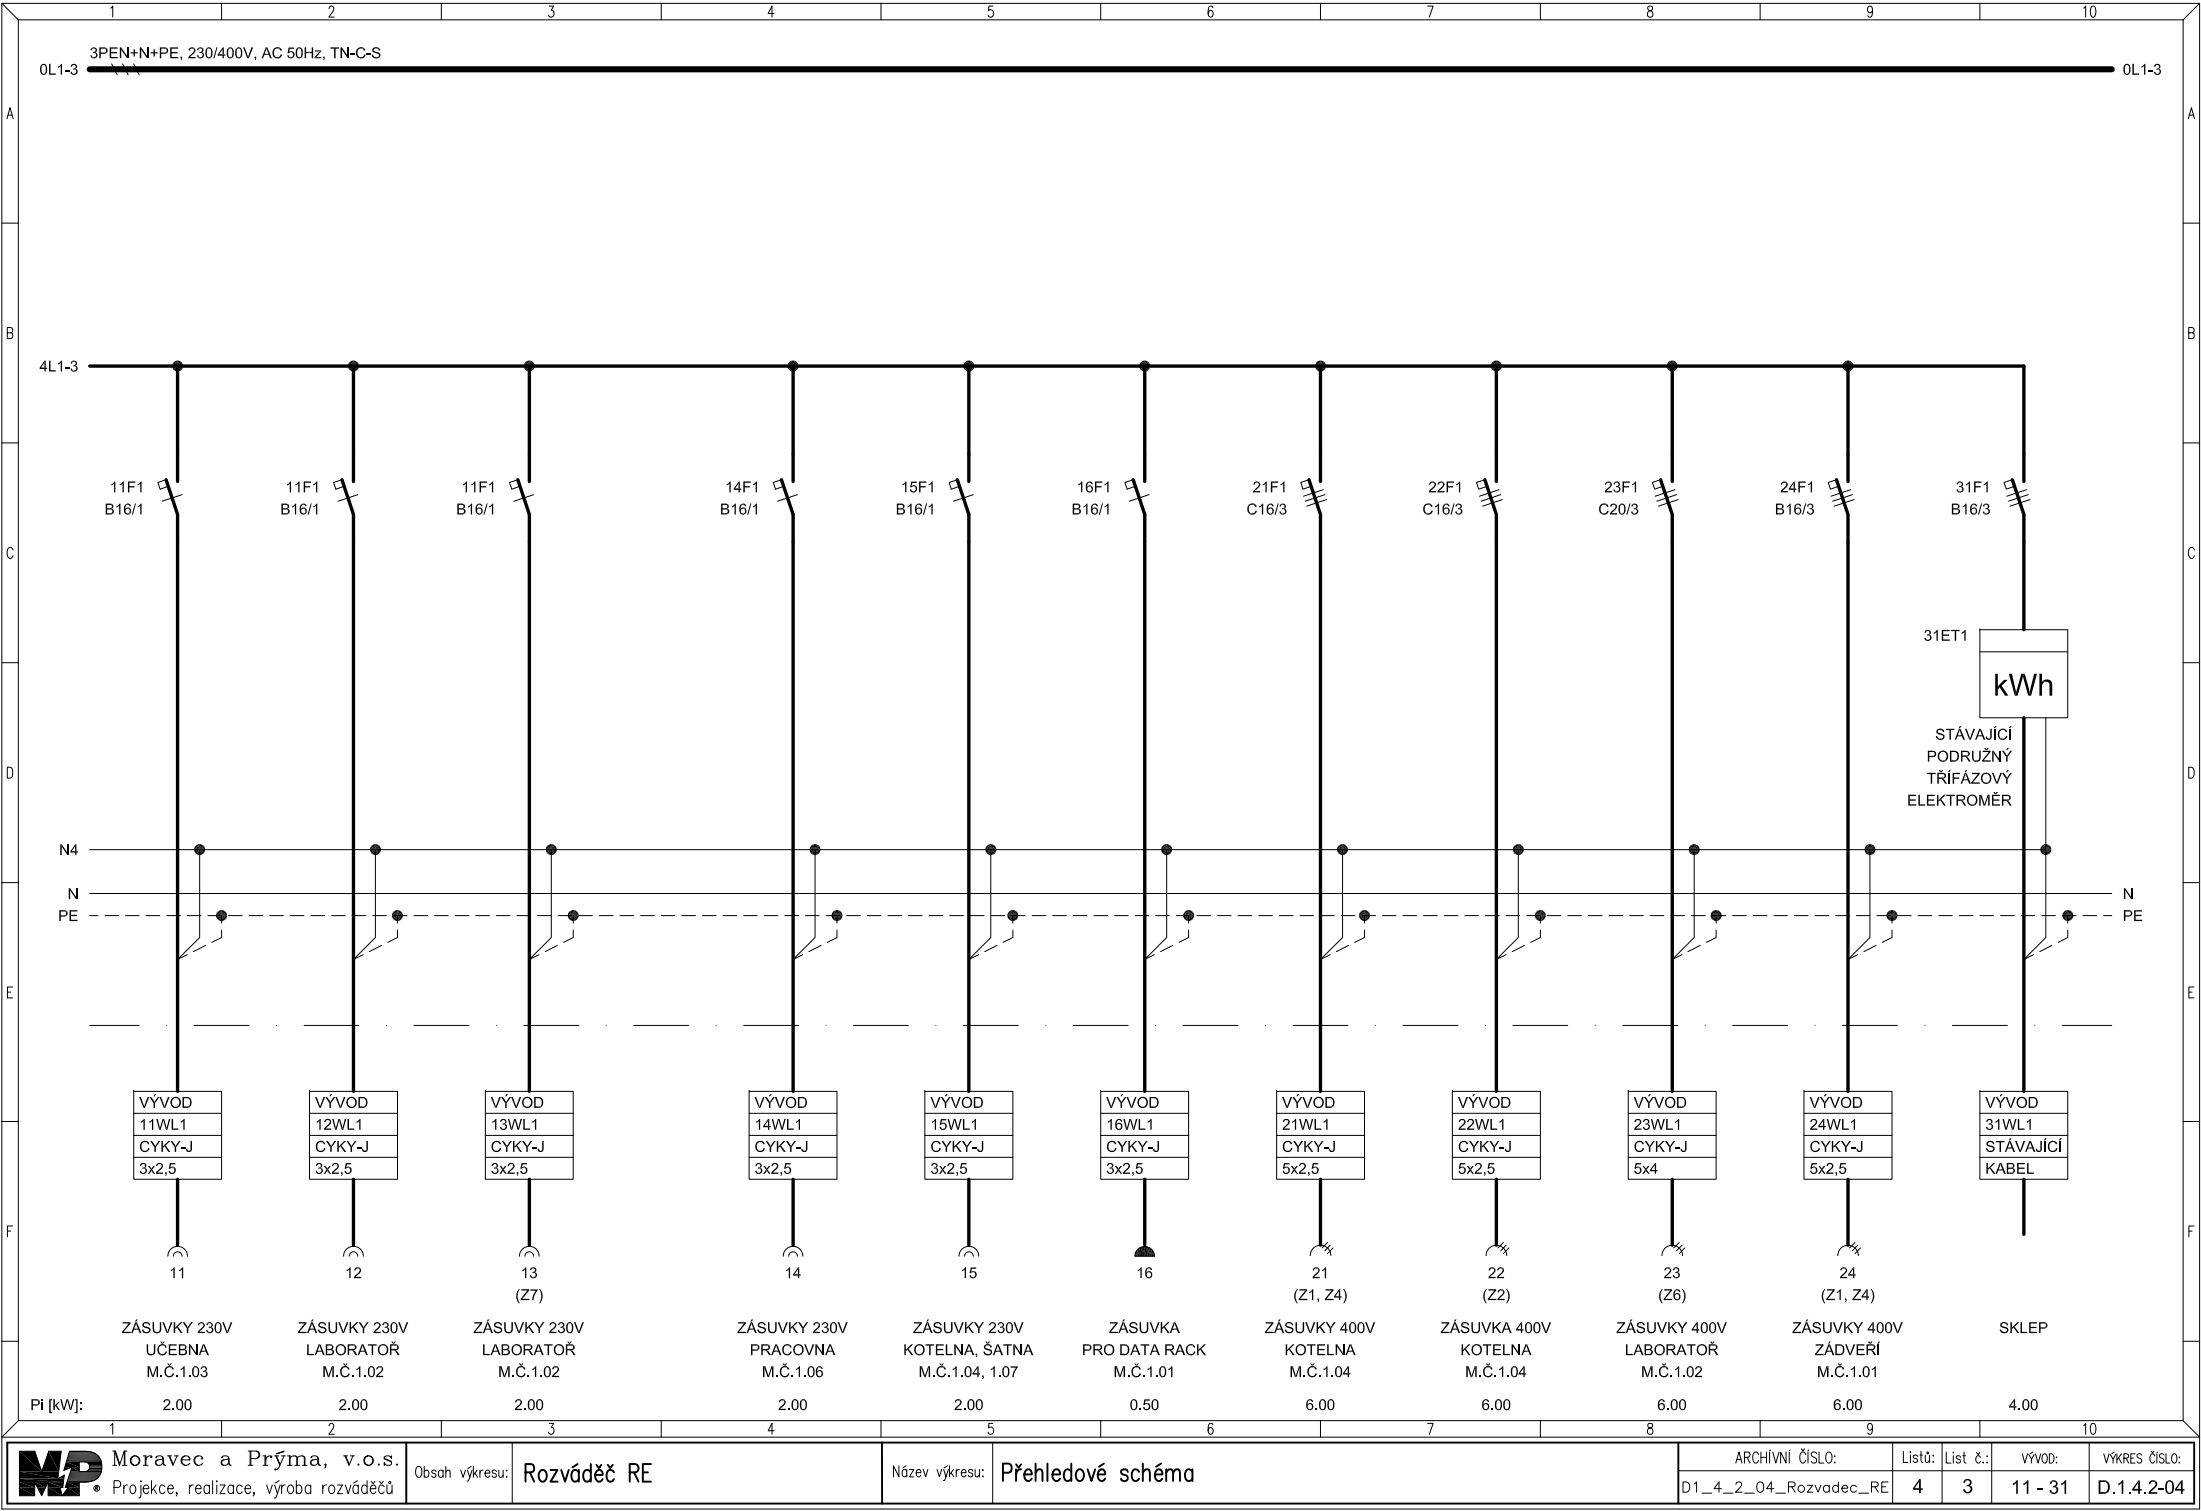 1 2 3 4 5 6 7 8 9 10
3PEN+N+PE, 230/400V, AC 50Hz, TN-C-S
0L1-3 0L1-3
A A
B B
4L1-3
11F1 11F1 11F1 14F1 15F1 16F1 21F1 22F1 23F1 24F1 31F1
B16/1 B16/1 B16/1 B16/1 B16/1 B16/1 C16/3 C16/3 C20/3 B16/3 B16/3
C C
31ET1
kWh
STÁVAJÍCÍ
PODRUŽNÝ
D D
TŘÍFÁZOVÝ
ELEKTROMĚR
N4
N N
PE PE
E E
VÝVOD VÝVOD VÝVOD VÝVOD VÝVOD VÝVOD VÝVOD VÝVOD VÝVOD VÝVOD VÝVOD
11WL1 12WL1 13WL1 14WL1 15WL1 16WL1 21WL1 22WL1 23WL1 24WL1 31WL1
CYKY-J CYKY-J CYKY-J CYKY-J CYKY-J CYKY-J CYKY-J CYKY-J CYKY-J CYKY-J STÁVAJÍCÍ
3x2,5 3x2,5 3x2,5 3x2,5 3x2,5 3x2,5 5x2,5 5x2,5 5x4 5x2,5 KABEL
F F
11 12 13 14 15 16 21 22 23 24
(Z7) (Z1, Z4) (Z2) (Z6) (Z1, Z4)
ZÁSUVKY 230V ZÁSUVKY 230V ZÁSUVKY 230V ZÁSUVKY 230V ZÁSUVKY 230V ZÁSUVKA ZÁSUVKY 400V ZÁSUVKA 400V ZÁSUVKY 400V ZÁSUVKY 400V SKLEP
UČEBNA LABORATOŘ LABORATOŘ PRACOVNA KOTELNA, ŠATNA PRO DATA RACK KOTELNA KOTELNA LABORATOŘ ZÁDVEŘÍ
M.Č.1.03 M.Č.1.02 M.Č.1.02 M.Č.1.06 M.Č.1.04, 1.07 M.Č.1.01 M.Č.1.04 M.Č.1.04 M.Č.1.02 M.Č.1.01
Pi [kW]: 2.00 2.00 2.00 2.00 2.00 0.50 6.00 6.00 6.00 6.00 4.00
1 2 3 4 5 6 7 8 9 10
MP Moravec a Prýma, v.o.s.
Projekce, realizace, výroba rozváděčů
Obsah výkresu: Rozváděč RE
Název výkresu: Přehledové schéma
ARCHÍVNÍ ČÍSLO: Listů: List č.: VÝVOD: VÝKRES ČÍSLO:
D1_4_2_04_Rozvadec_RE 4 3 11 - 31 D.1.4.2-04